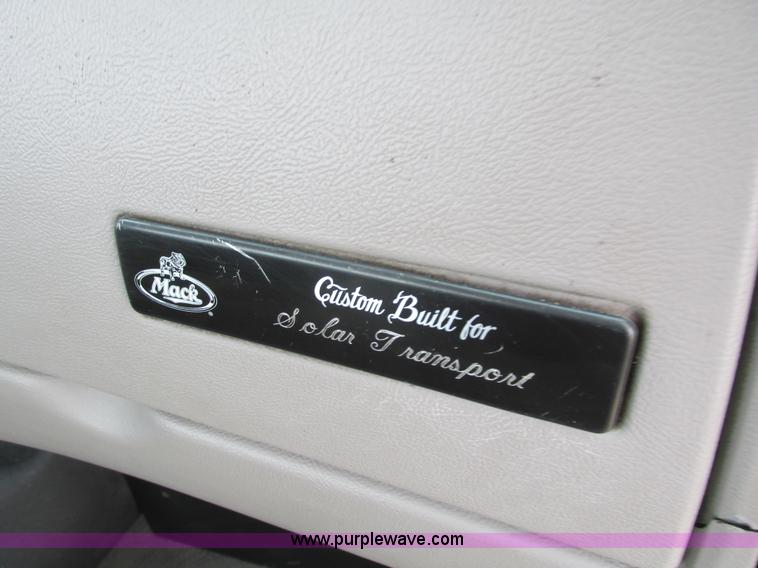 Mack
Custom Built for
Solar Transport
www.purplewave.com